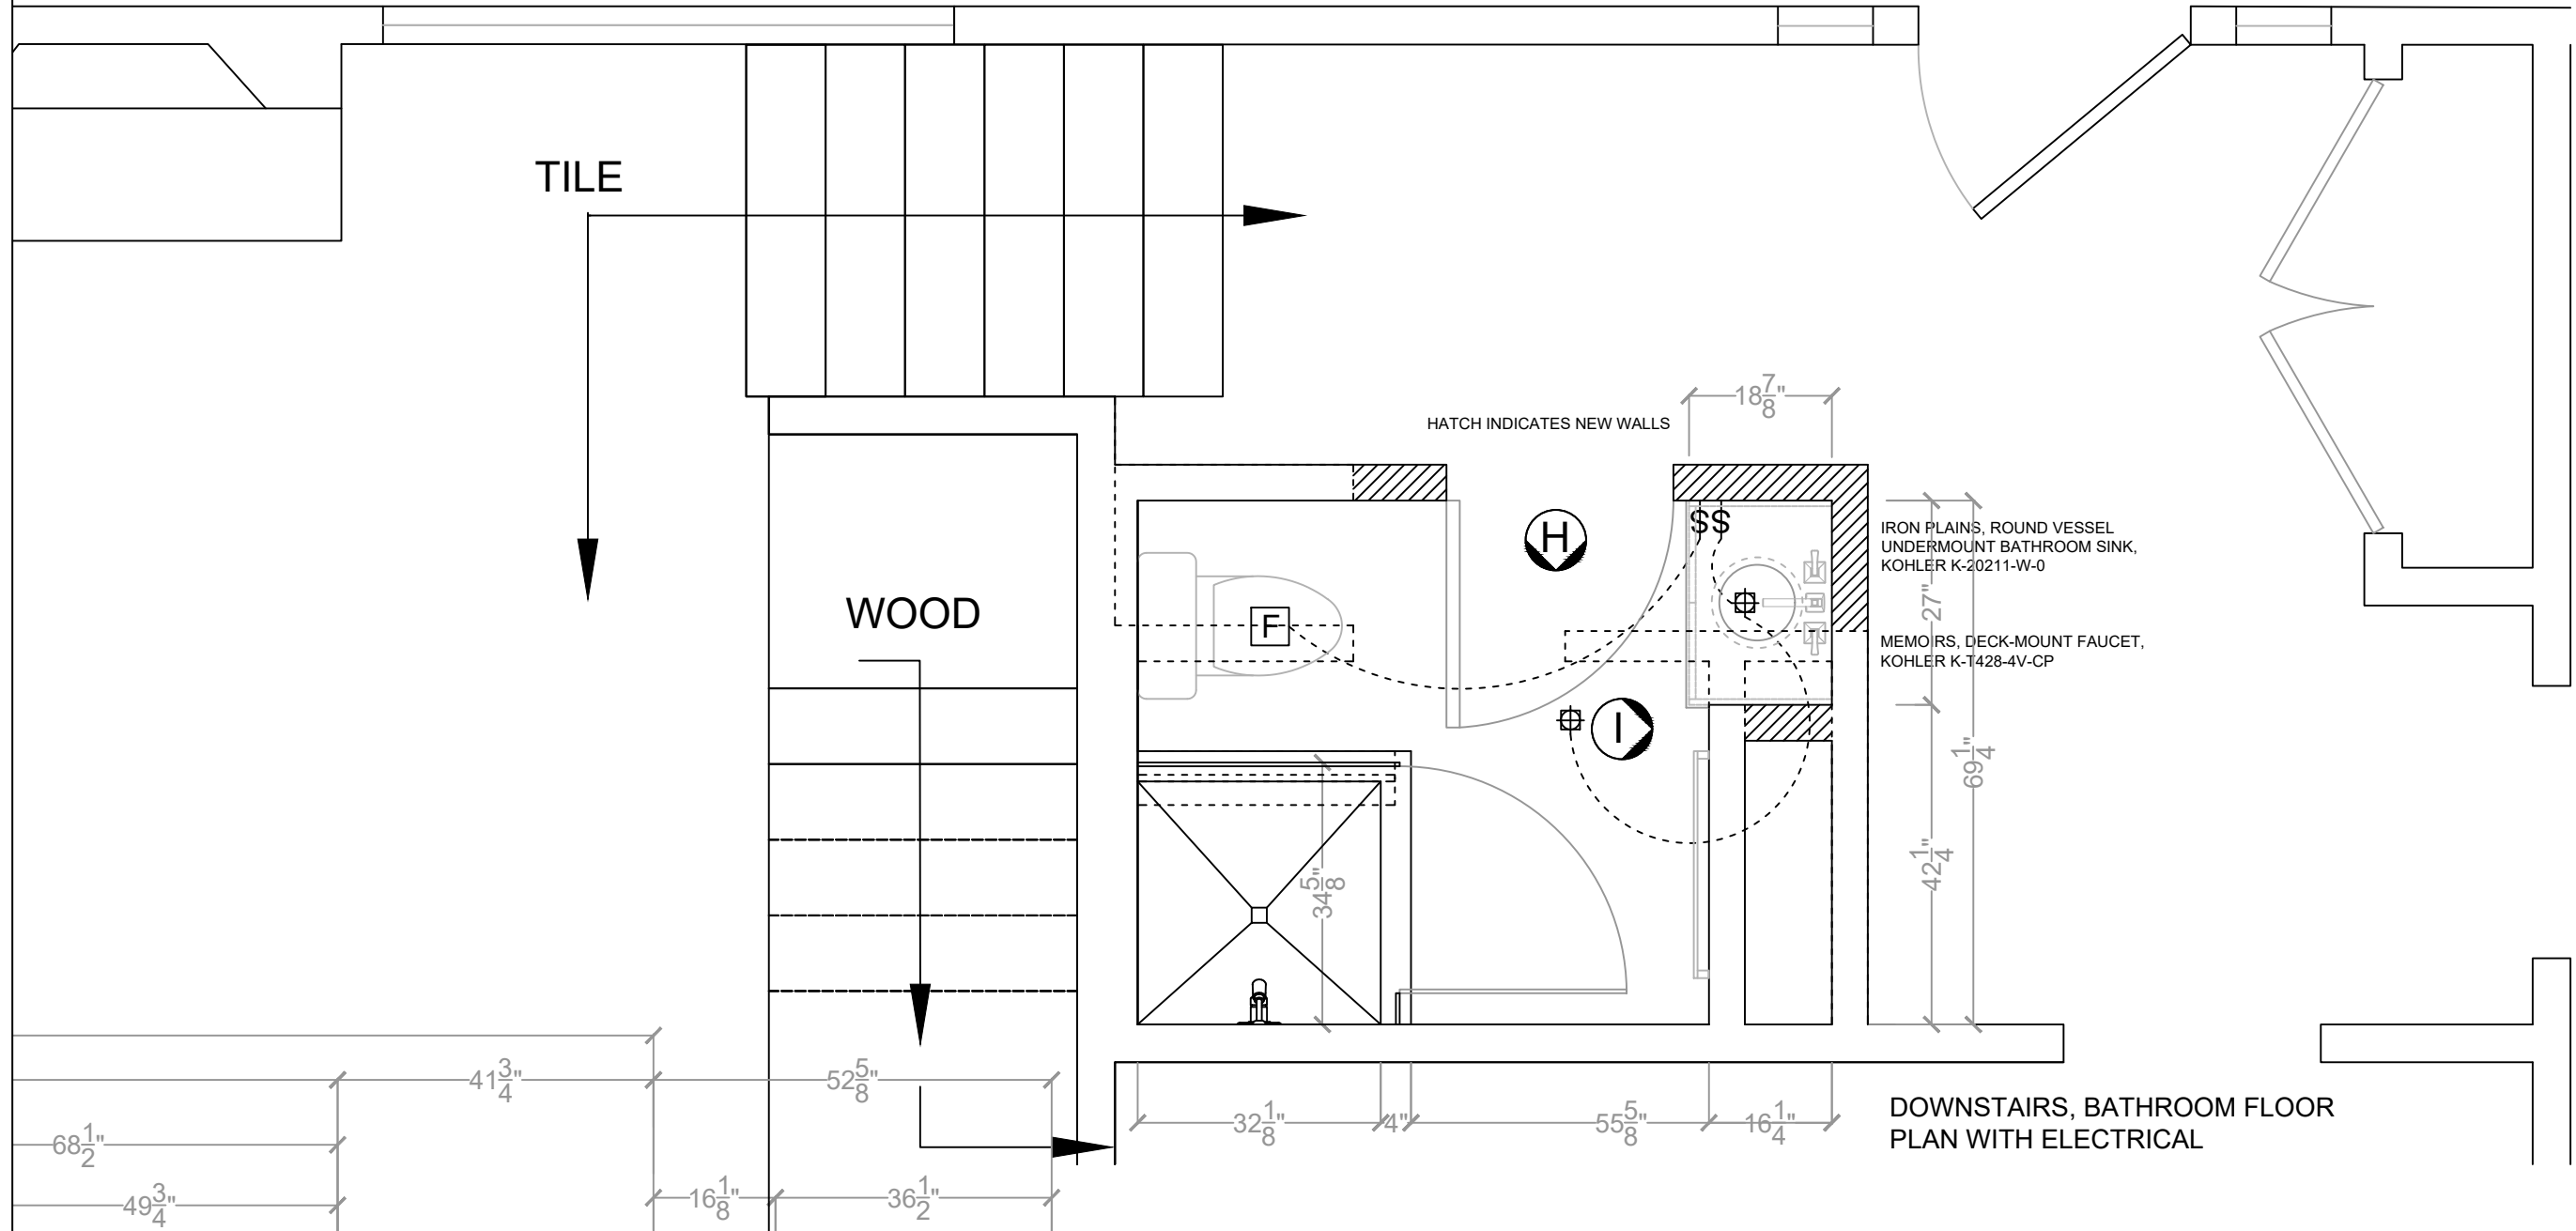 TILE
18 7/8"
HATCH INDICATES NEW WALLS
$$
H
IRON PLAINS, ROUND VESSEL
UNDERMOUNT BATHROOM SINK,
KOHLER K-20211-W-0
27"
WOOD
F
MEMOIRS, DECK-MOUNT FAUCET,
KOHLER K-T428-4V-CP
I
69 1/4"
34 5/8"
42 1/4"
41 3/4"
52 5/8"
32 1/8"
4"
55 5/8"
16 1/4"
DOWNSTAIRS, BATHROOM FLOOR
PLAN WITH ELECTRICAL
68 1/2"
49 3/4"
16 1/8"
36 1/2"